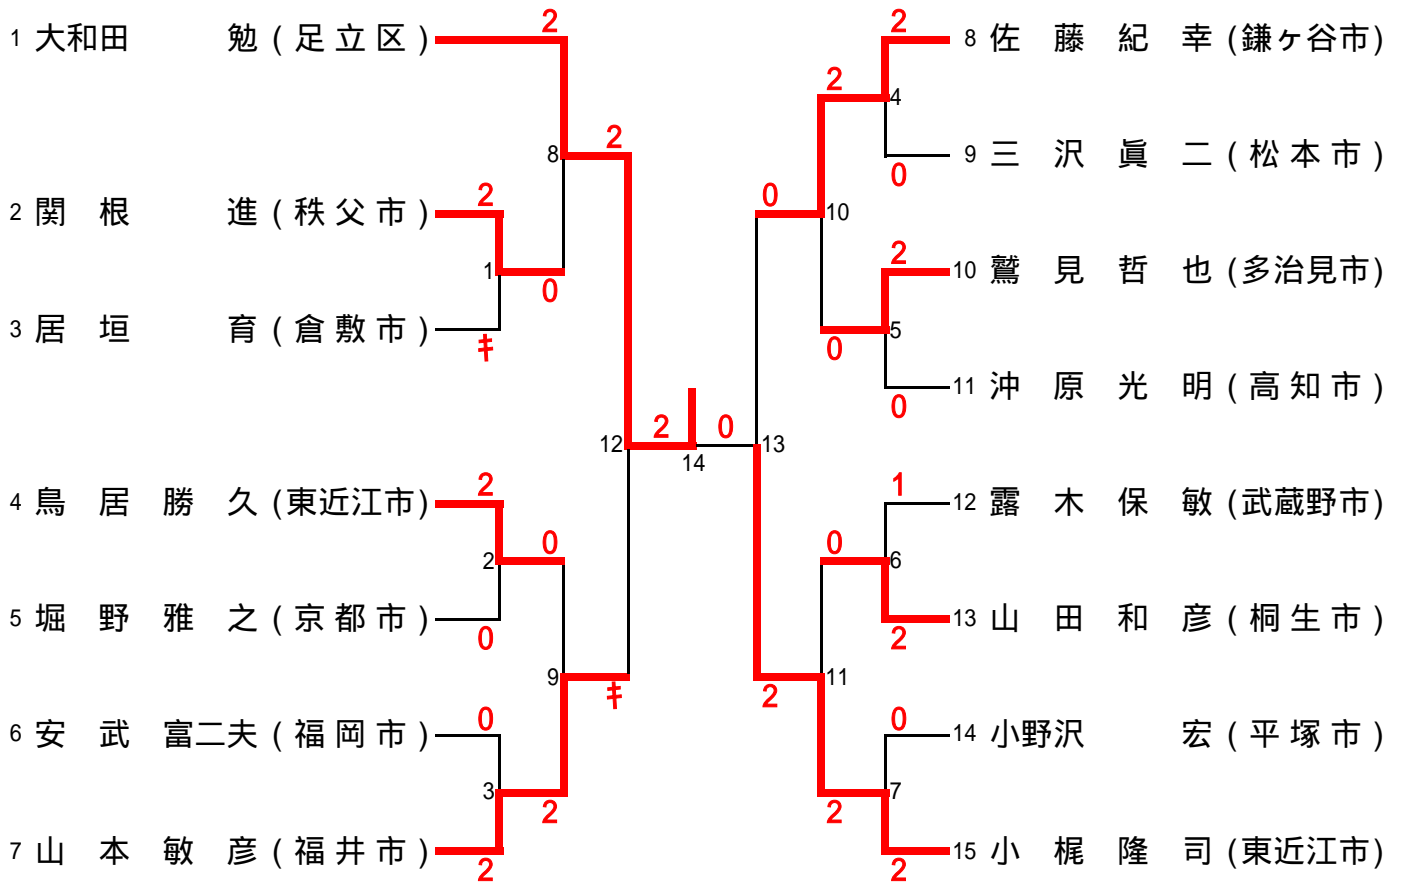 1 大和田 勉 (足立区)
2 関根 進 (秩父市)
3 居垣 育 (倉敷市)
4 鳥居勝久 (東近江市)
5 堀野雅之 (京都市)
6 安武富二夫 (福岡市)
7 山本敏彦 (福井市)
2
2
ｷ
2
0
0
2
1
2
3
2
0
0
2
8
9
2
ｷ
12
2
14
0
13
0
2
10
11
2
0
0
2
4
5
6
7
2
0
2
0
1
2
0
2
8 佐藤紀幸 (鎌ヶ谷市)
9 三沢眞二 (松本市)
10 鷲見哲也 (多治見市)
11 沖原光明 (高知市)
12 露木保敏 (武蔵野市)
13 山田和彦 (桐生市)
14 小野沢 宏 (平塚市)
15 小梶隆司 (東近江市)